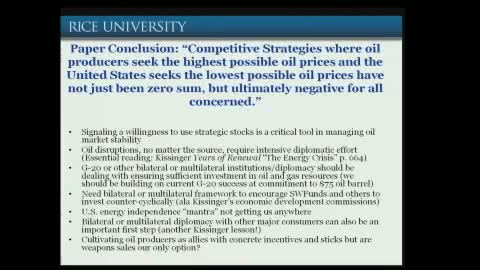 RICE UNIVERSITY
Paper Conclusion: “Competitive Strategies where oil
producers seek the highest possible oil prices and the
United States seeks the lowest possible oil prices have
not just been zero sum, but ultimately negative for all
concerned.”
• Signaling a willingness to use strategic stocks is a critical tool in managing oil
market stability
• Oil disruptions, no matter the source, require intensive diplomatic effort
(Essential reading: Kissinger Years of Renewal “The Energy Crisis” p. 664)
• G-20 or other bilateral or multilateral institutions/diplomacy should be
dealing with ensuring sufficient investment in oil and gas resources (we
should be building on current G-20 success at commitment to $75 oil barrel)
• Need bilateral or multilateral framework to encourage SWFunds and others to
invest counter-cyclically (ala Kissinger's economic development commissions)
• U.S. energy independence “mantra” not getting us anywhere
• Bilateral or multilateral diplomacy with other major consumers can also be an
important first step (another Kissinger lesson!)
• Cultivating oil producers as allies with concrete incentives and sticks but are
weapons sales our only option?